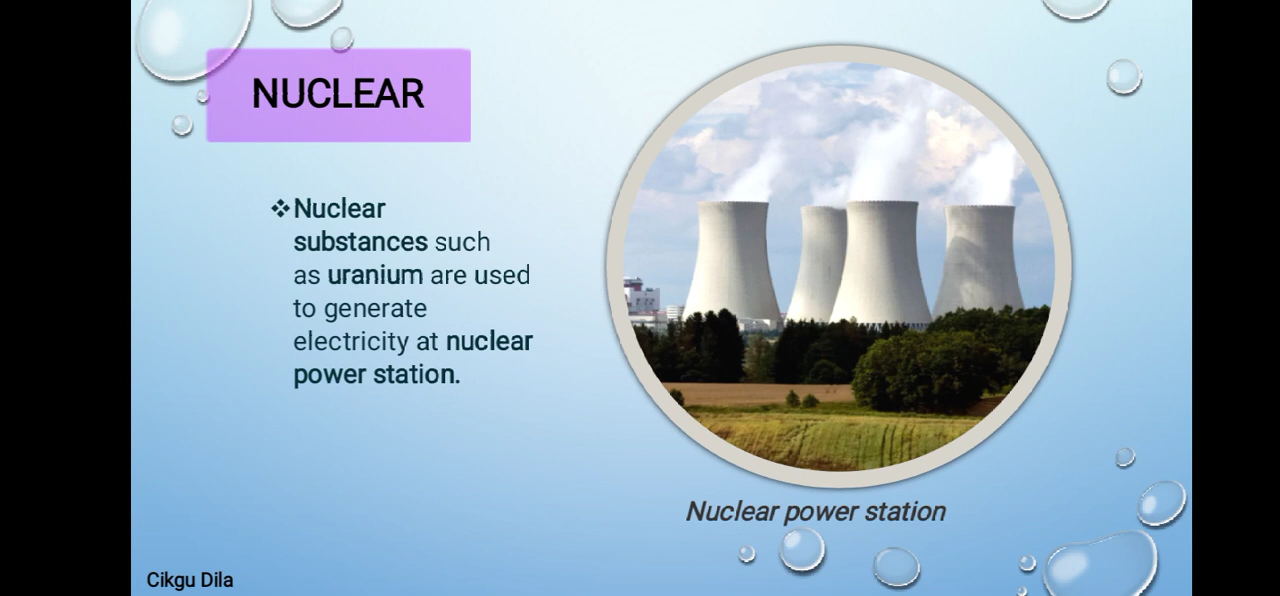 NUCLEAR
❖Nuclear
substances such
as uranium are used
to generate
electricity at nuclear
power station.
Nuclear power station
Cikgu Dila